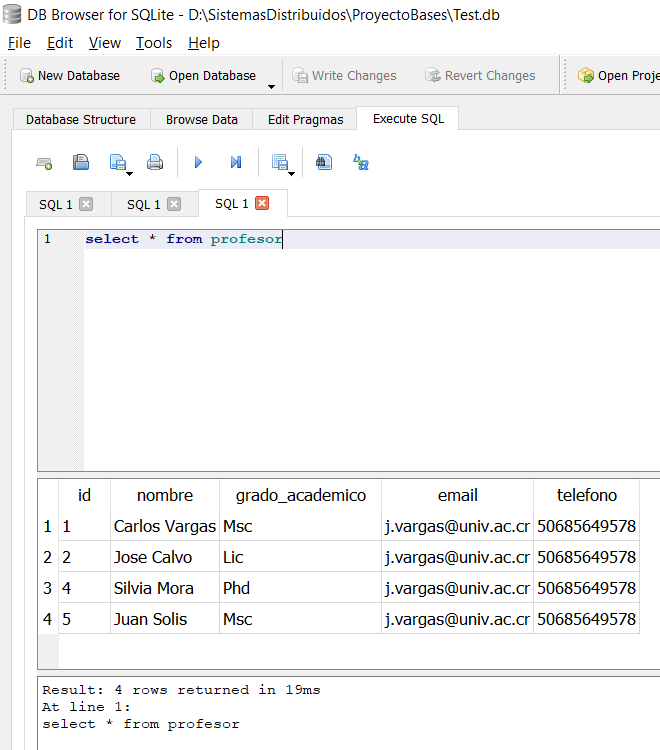 DB Browser for SQLite - D:\SistemasDistribuidos\ProyectoBases\Test.db
File Edit View Tools Help
New Database Open Database Write Changes Revert Changes Open Proje
Database Structure Browse Data Edit Pragmas Execute SQL
SQL 1 SQL 1 SQL 1
1 select * from profesor
id nombre grado_academico email telefono
1 1 Carlos Vargas Msc j.vargas@univ.ac.cr 50685649578
2 2 Jose Calvo Lic j.vargas@univ.ac.cr 50685649578
3 4 Silvia Mora Phd j.vargas@univ.ac.cr 50685649578
4 5 Juan Solis Msc j.vargas@univ.ac.cr 50685649578
Result: 4 rows returned in 19ms
At line 1:
select * from profesor